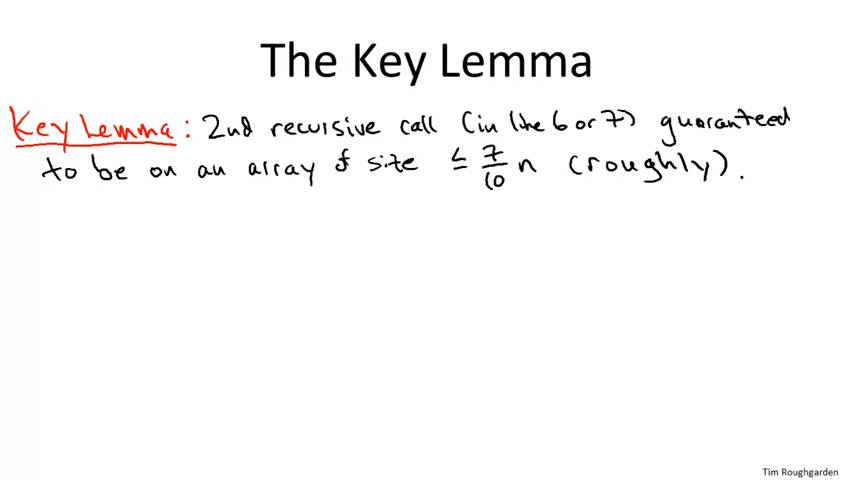 The Key Lemma
Key Lemma : 2nd recursive call (in line 6 or 7) guaranteed
to be on an array of size ≤ 7/10 n (roughly).
Tim Roughgarden